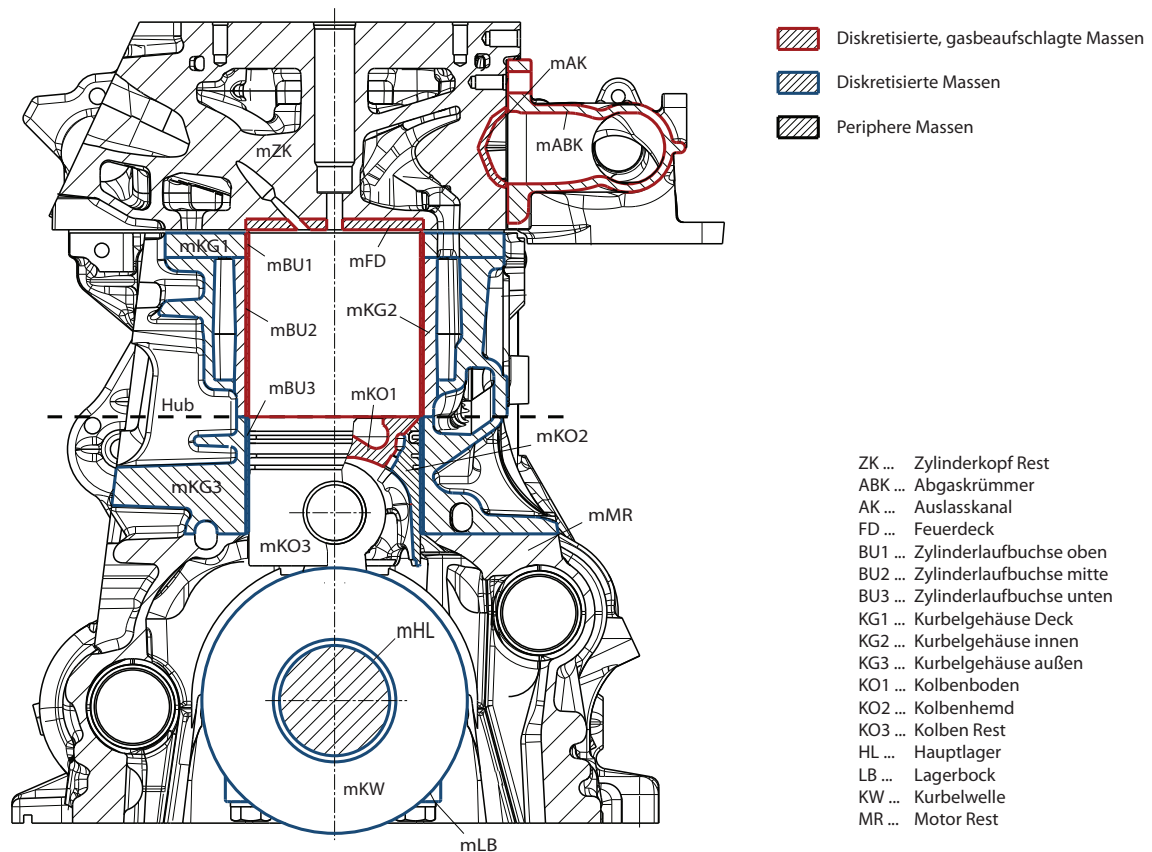 Diskretisierte, gasbeaufschlagte Massen
Diskretisierte Massen
Periphere Massen
mAK
mABK
mZK
mKG1
mBU1
mFD
mKG2
mBU2
mBU3
mKO1
Hub
mKO2
mKG3
mMR
mKO3
mHL
mKW
mLB
ZK ... Zylinderkopf Rest
ABK ... Abgaskrümmer
AK ... Auslasskanal
FD ... Feuerdeck
BU1 ... Zylinderlaufbuchse oben
BU2 ... Zylinderlaufbuchse mitte
BU3 ... Zylinderlaufbuchse unten
KG1 ... Kurbelgehäuse Deck
KG2 ... Kurbelgehäuse innen
KG3 ... Kurbelgehäuse außen
KO1 ... Kolbenboden
KO2 ... Kolbenhemd
KO3 ... Kolben Rest
HL ... Hauptlager
LB ... Lagerbock
KW ... Kurbelwelle
MR ... Motor Rest